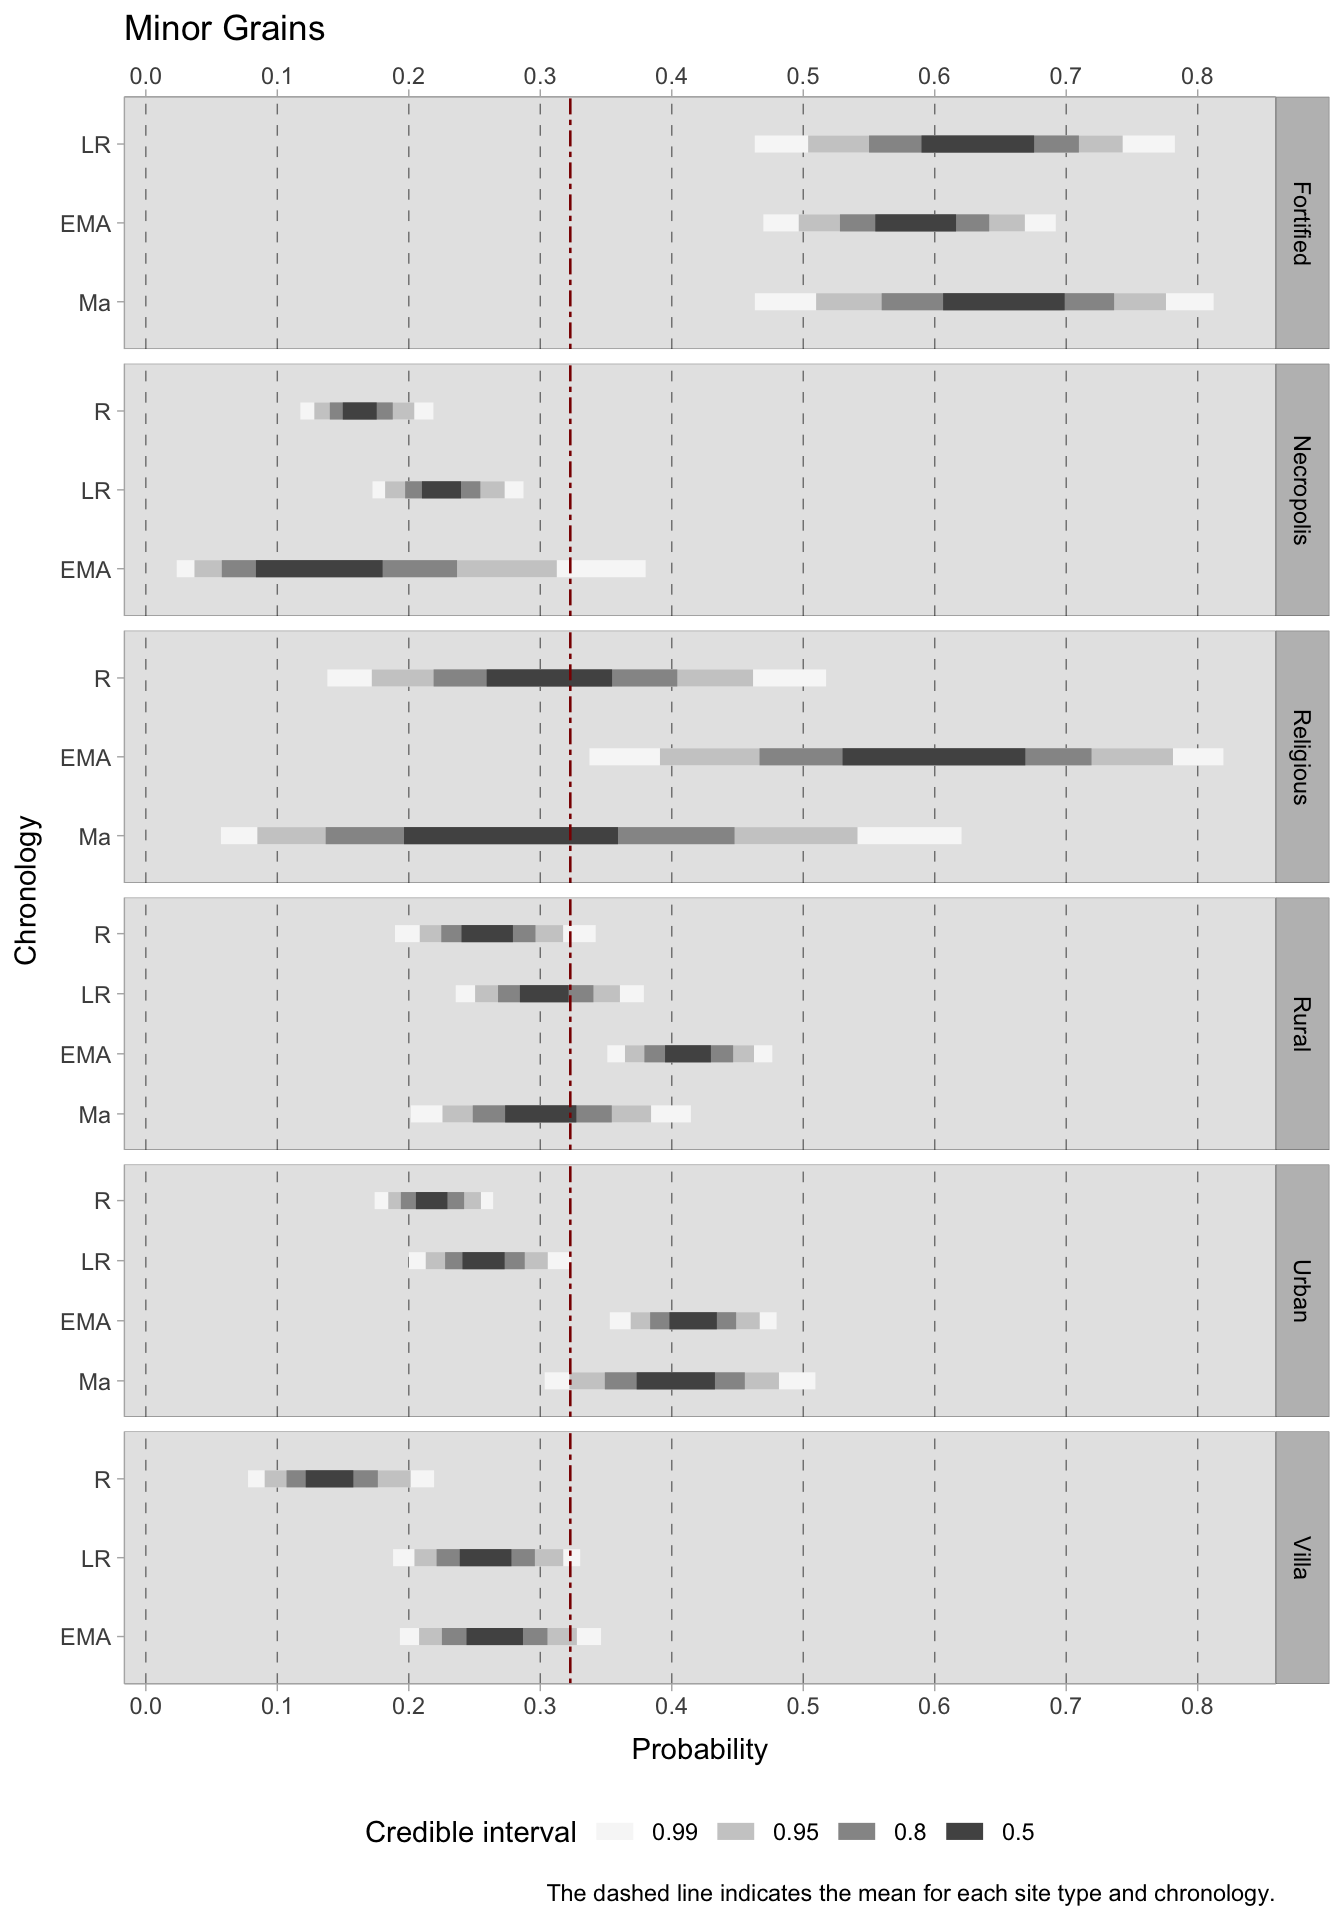 Minor Grains
0.0 0.1 0.2 0.3 0.4 0.5 0.6 0.7 0.8
LR
EMA
Ma
Fortified
R
LR
EMA
Necropolis
R
EMA
Ma
Religious
R
LR
EMA
Ma
Rural
R
LR
EMA
Ma
Urban
R
LR
EMA
Villa
Chronology
0.0 0.1 0.2 0.3 0.4 0.5 0.6 0.7 0.8
Probability
Credible interval 0.99 0.95 0.8 0.5
The dashed line indicates the mean for each site type and chronology.